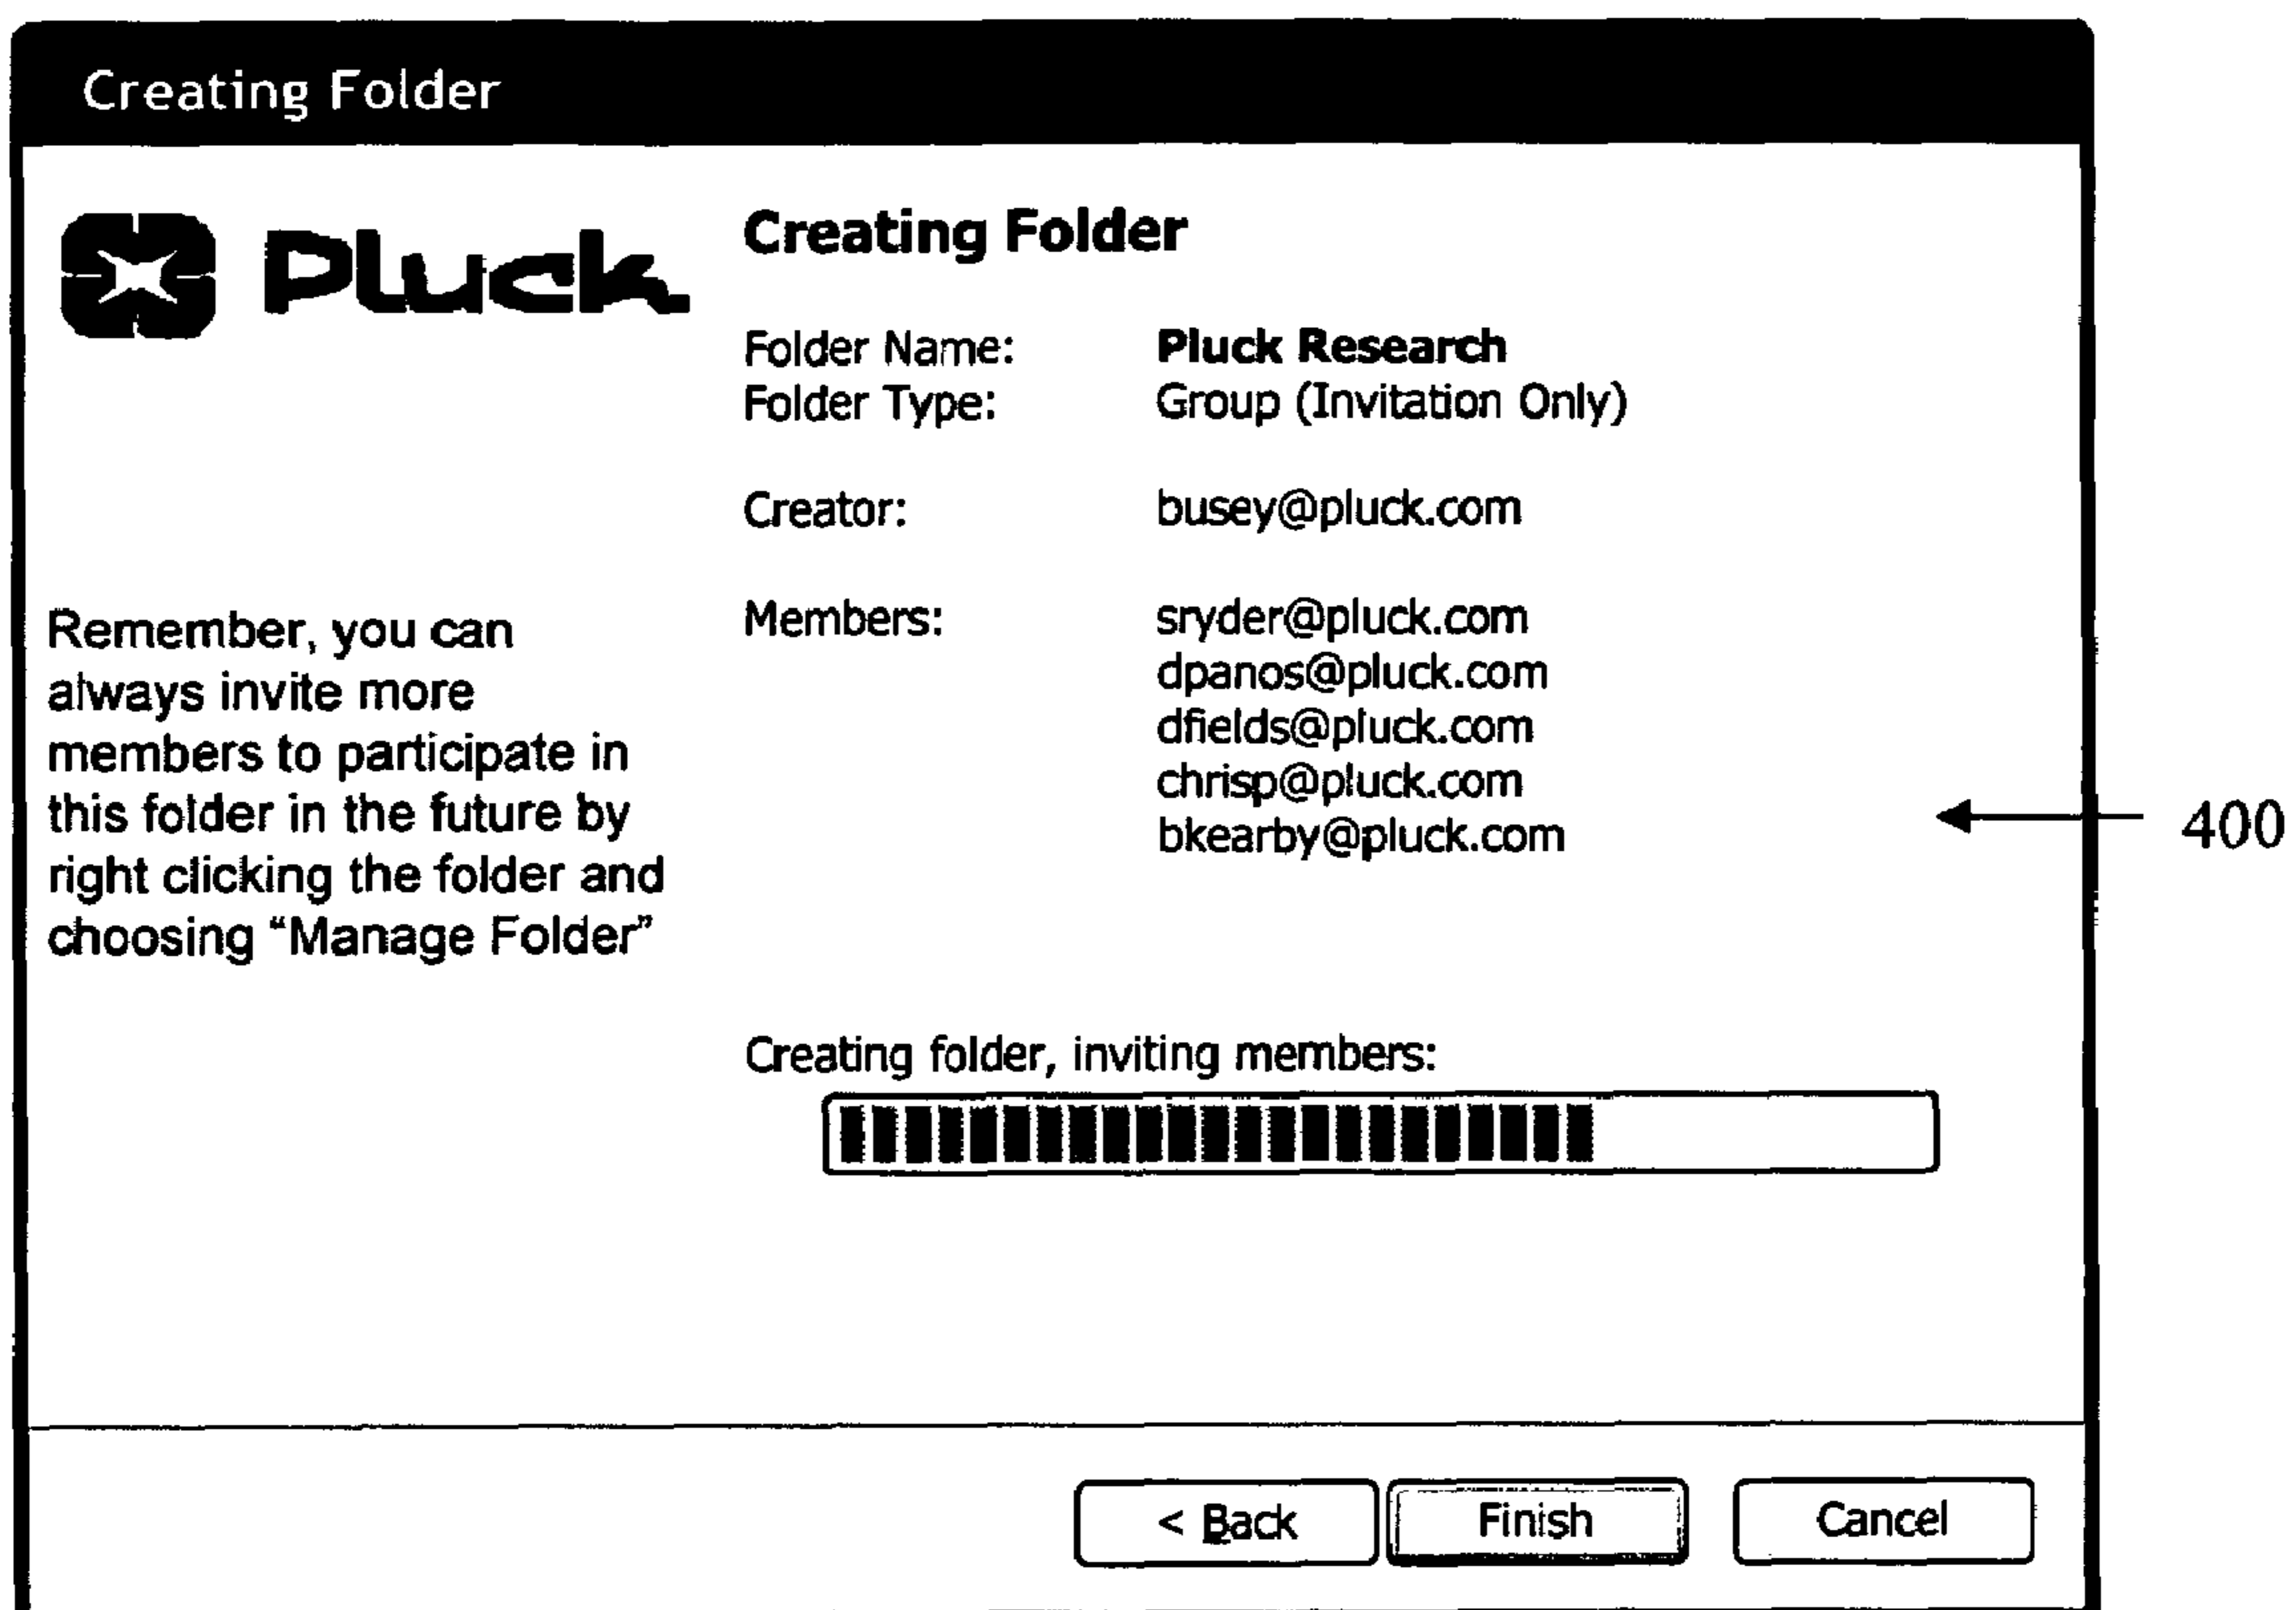 Creating Folder
Pluck
Creating Folder
Folder Name: Pluck Research
Folder Type: Group (Invitation Only)
Creator: busey@pluck.com
Members: sryder@pluck.com
dpanos@pluck.com
dfields@pluck.com
chrisp@pluck.com
bkearby@pluck.com
Remember, you can
always invite more
members to participate in
this folder in the future by
right clicking the folder and
choosing “Manage Folder”
400
Creating folder, inviting members:
< Back Finish Cancel